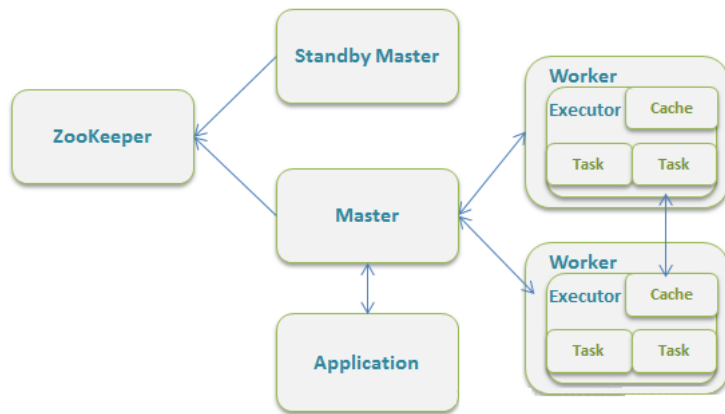 Standby Master
ZooKeeper
Master
Application
Worker
Executor
Cache
Task
Task
Worker
Executor
Cache
Task
Task